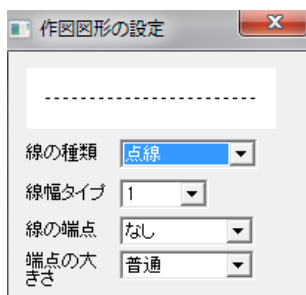 作図図形の設定
線の種類 点線
線幅タイプ 1
線の端点 なし
端点の大
きさ 普通